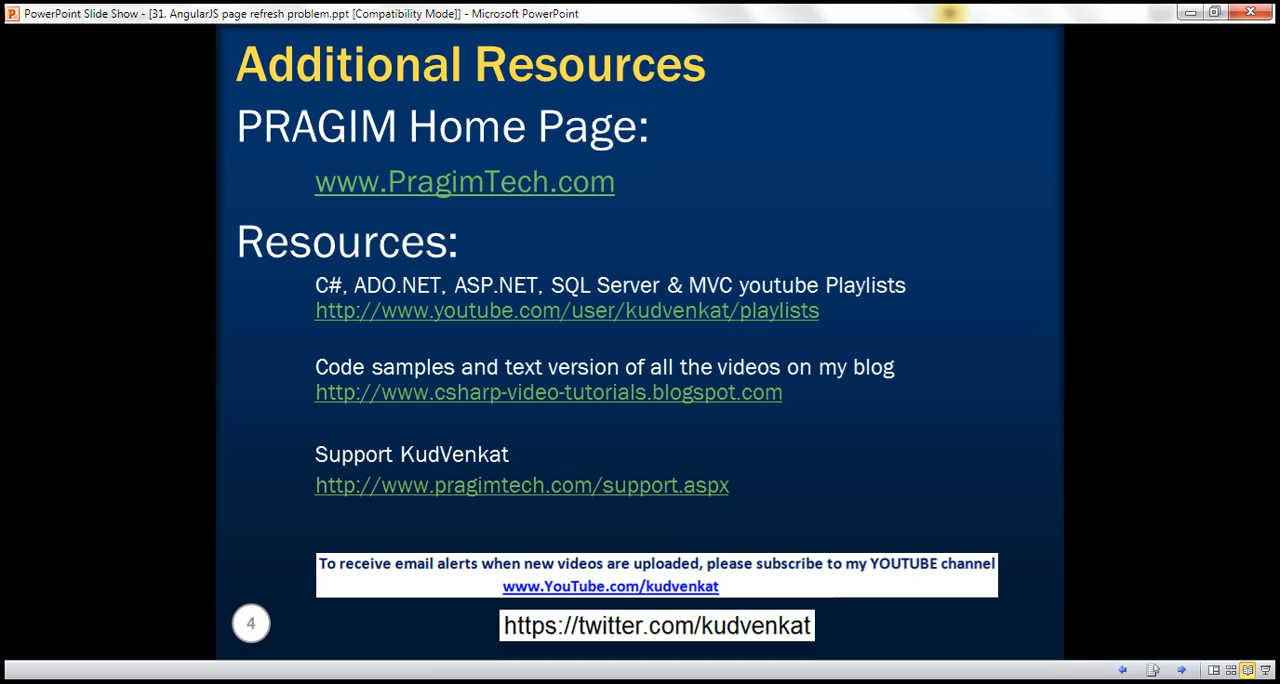 PowerPoint Slide Show - [31. AngularJS page refresh problem.ppt [Compatibility Mode]] - Microsoft PowerPoint
Additional Resources
PRAGIM Home Page:
www.PragimTech.com
Resources:
C#, ADO.NET, ASP.NET, SQL Server & MVC youtube Playlists
http://www.youtube.com/user/kudvenkat/playlists
Code samples and text version of all the videos on my blog
http://www.csharp-video-tutorials.blogspot.com
Support KudVenkat
http://www.pragimtech.com/support.aspx
To receive email alerts when new videos are uploaded, please subscribe to my YOUTUBE channel
www.YouTube.com/kudvenkat
4
https://twitter.com/kudvenkat